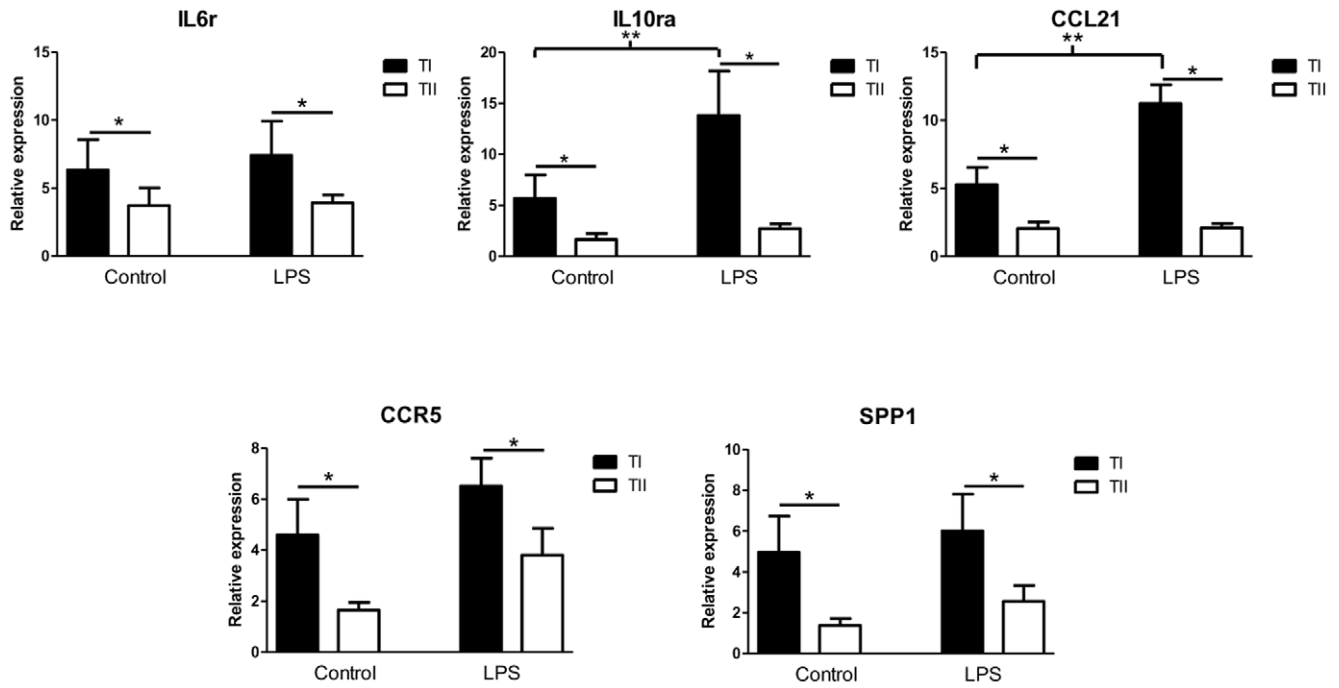 IL6r
Relative expression
15
10
5
0
*
*
TI
TII
Control
LPS
IL10ra
Relative expression
20
15
10
5
0
**
*
*
TI
TII
Control
LPS
CCL21
Relative expression
15
10
5
0
**
*
*
TI
TII
Control
LPS
CCR5
Relative expression
8
6
4
2
0
*
*
TI
TII
Control
LPS
SPP1
Relative expression
10
8
6
4
2
0
*
*
TI
TII
Control
LPS